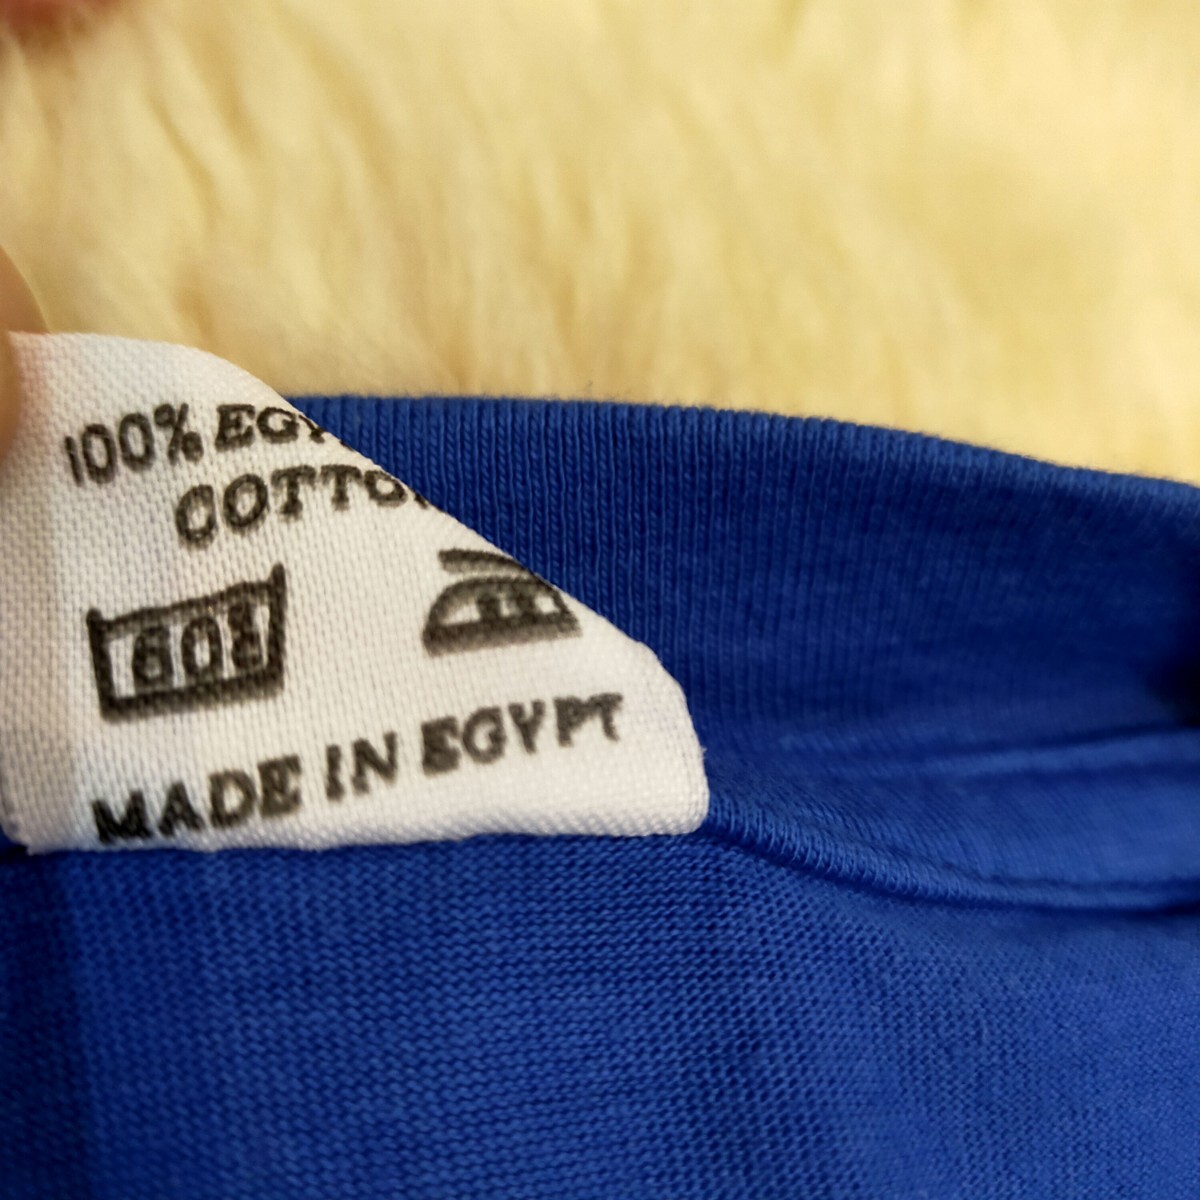 100% EGY
COTTO
60
MADE IN EGYPT